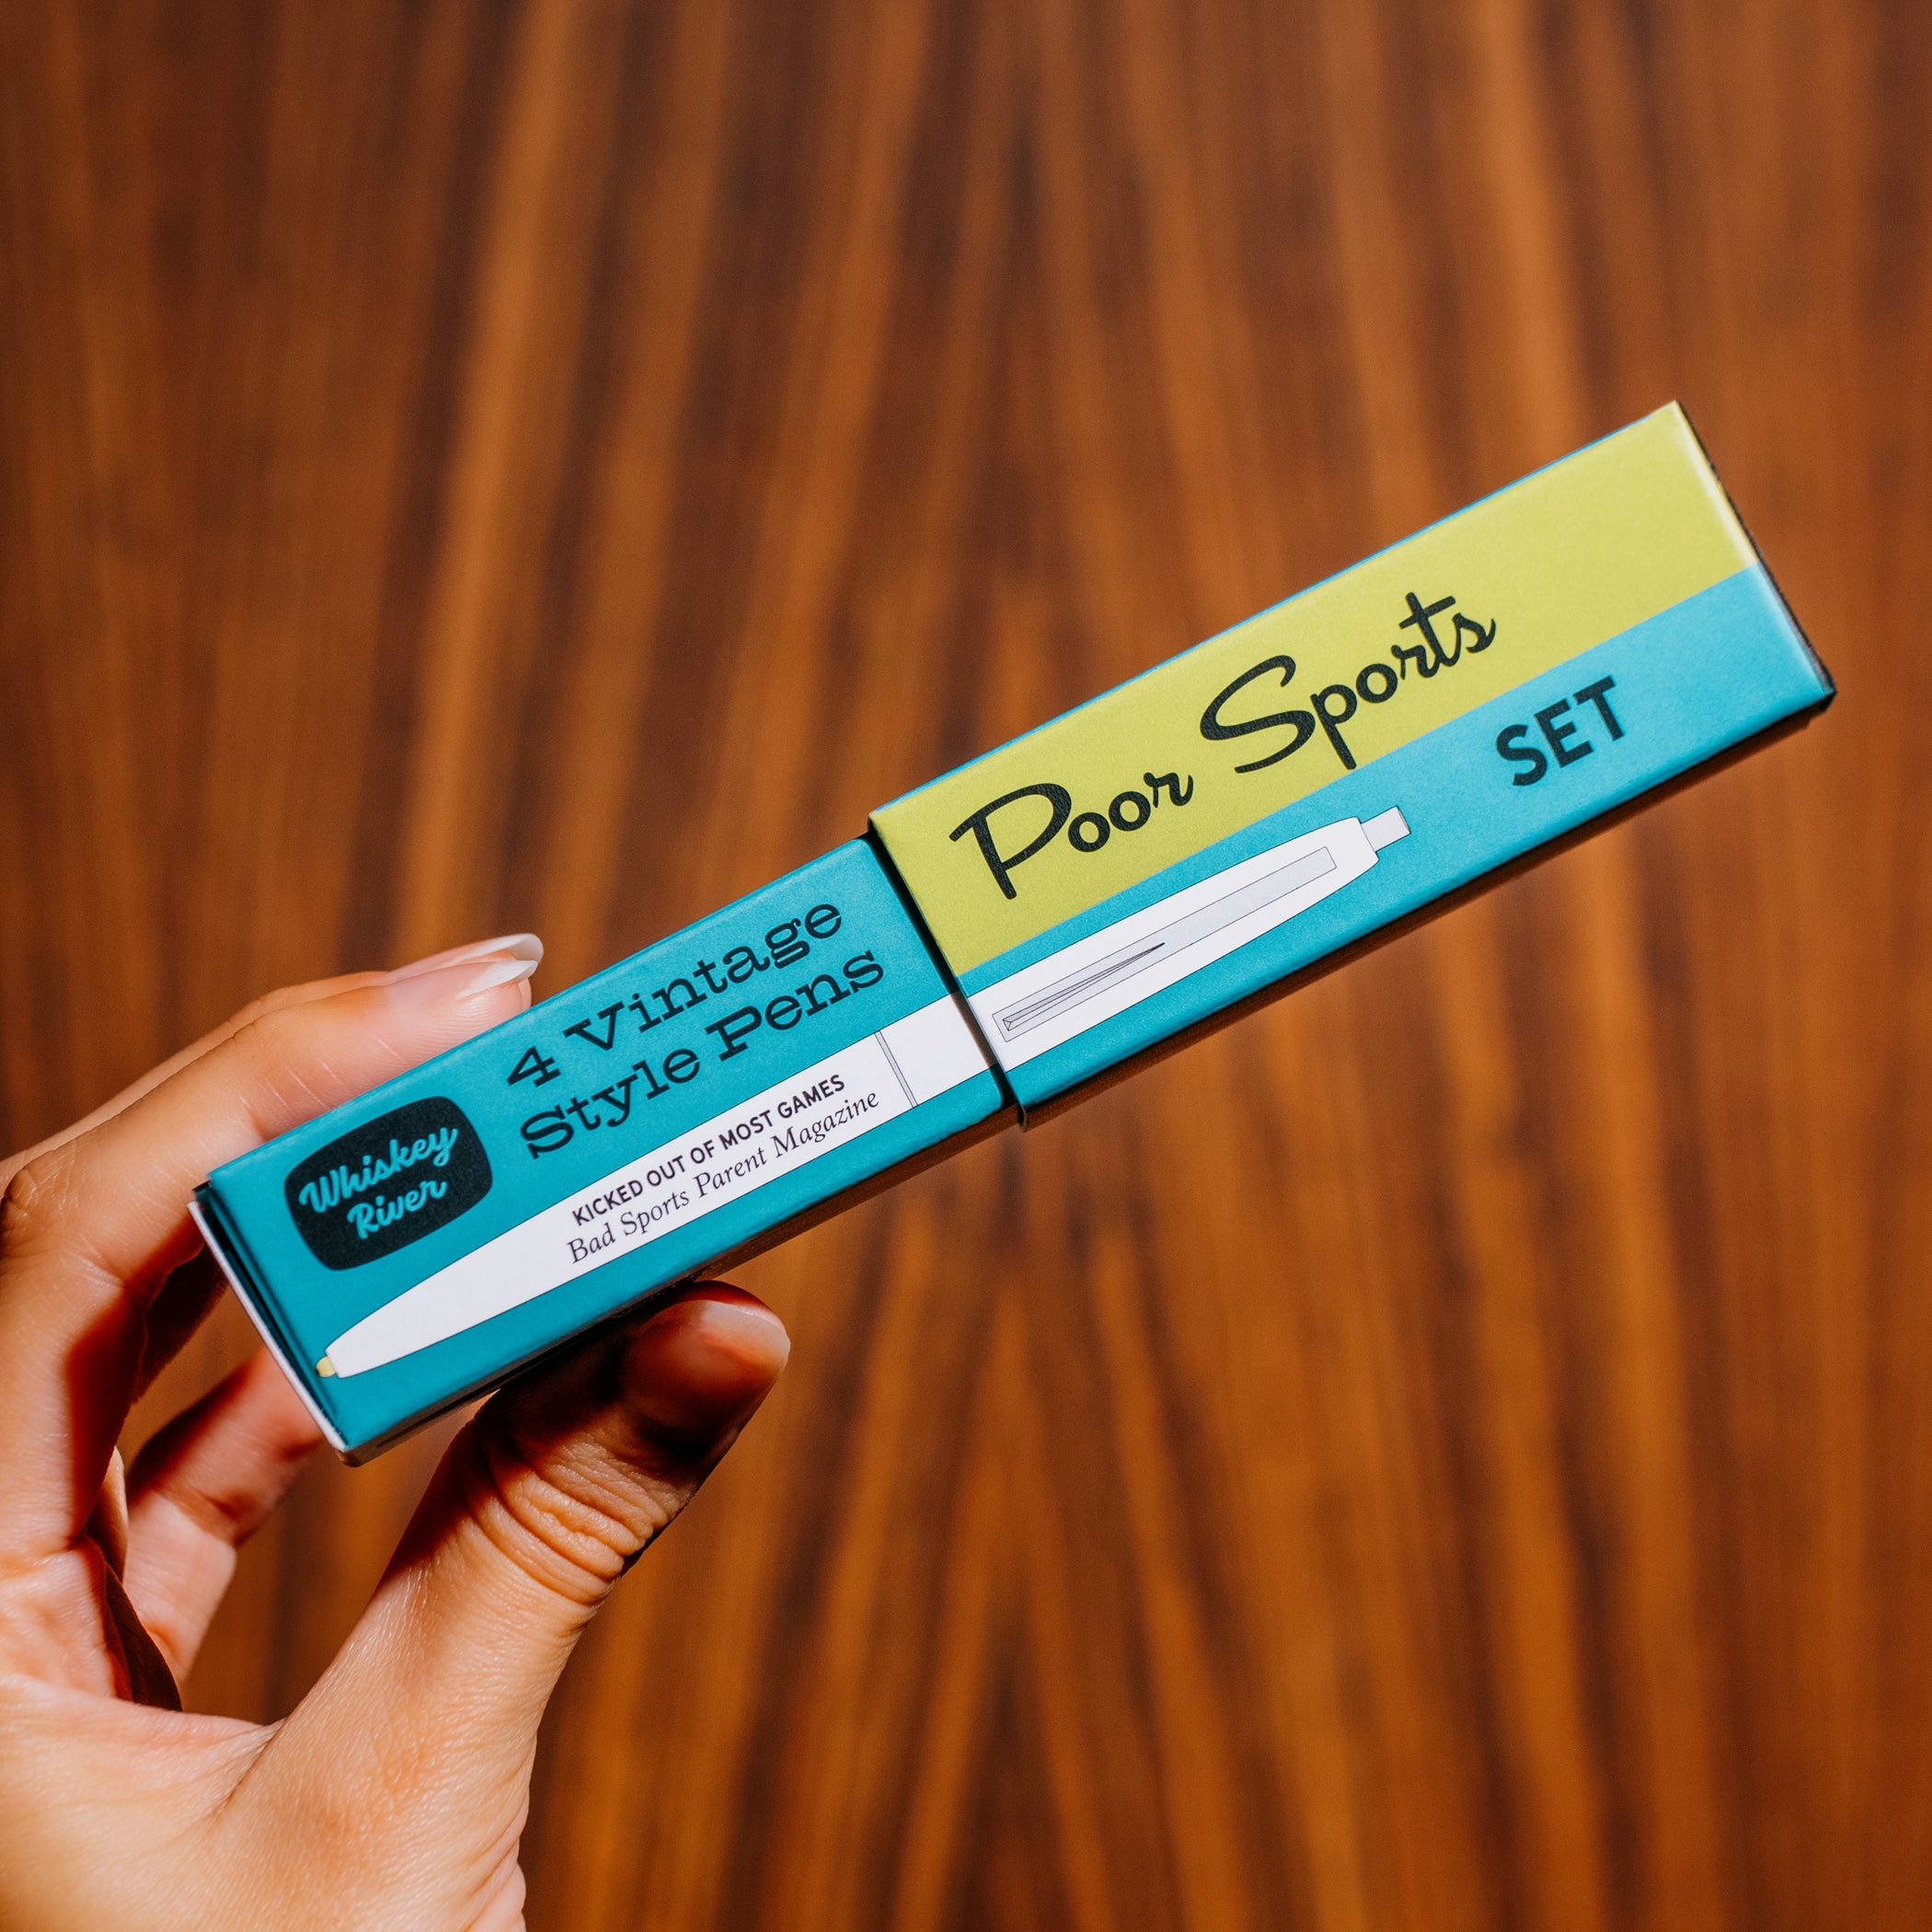 Poor Sports
SET
4 Vintage
Style Pens
Whiskey
River
KICKED OUT OF MOST GAMES
Bad Sports Parent Magazine